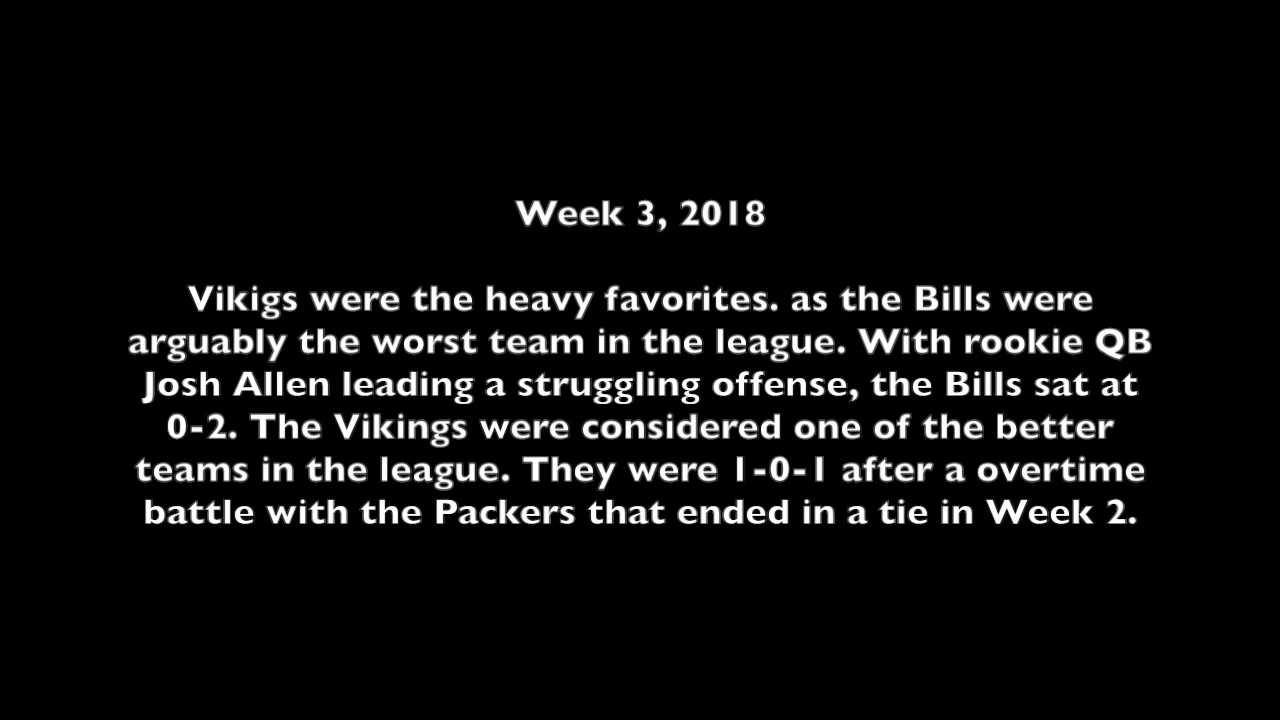 Week 3, 2018
Vikigs were the heavy favorites. as the Bills were
arguably the worst team in the league. With rookie QB
Josh Allen leading a struggling offense, the Bills sat at
0-2. The Vikings were considered one of the better
teams in the league. They were 1-0-1 after a overtime
battle with the Packers that ended in a tie in Week 2.